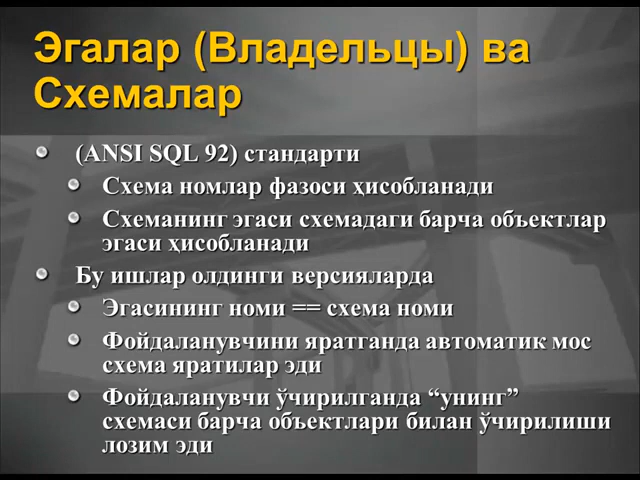 Эгалар (Владельцы) ва
Схемалар
(ANSI SQL 92) стандарти
Схема номлар фазоси ҳисобланади
Схеманинг эгаси схемадаги барча объектлар
эгаси ҳисобланади
Бу ишлар олдинги версияларда
Эгасининг номи == схема номи
Фойдаланувчини яратганда автоматик мос
схема яратилар эди
Фойдаланувчи ўчирилганда “унинг”
схемаси барча объектлари билан ўчирилиши
лозим эди